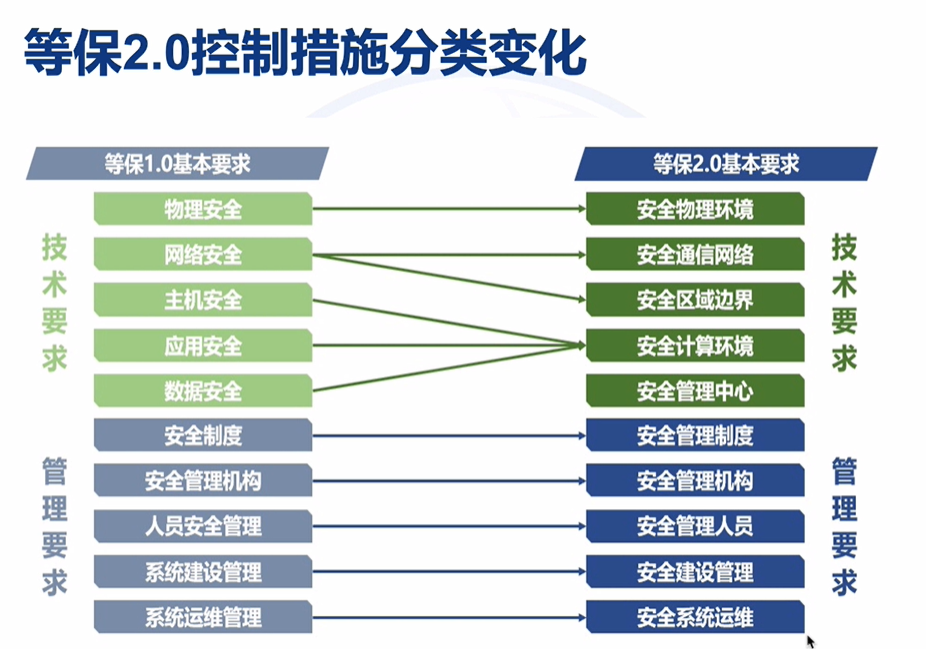 等保2.0控制措施分类变化
等保1.0基本要求
等保2.0基本要求
技术要求
物理安全
安全物理环境
技术要求
网络安全
安全通信网络
主机安全
安全区域边界
应用安全
安全计算环境
数据安全
安全管理中心
管理要求
安全制度
安全管理制度
管理要求
安全管理机构
安全管理机构
人员安全管理
安全管理人员
系统建设管理
安全建设管理
系统运维管理
安全系统运维